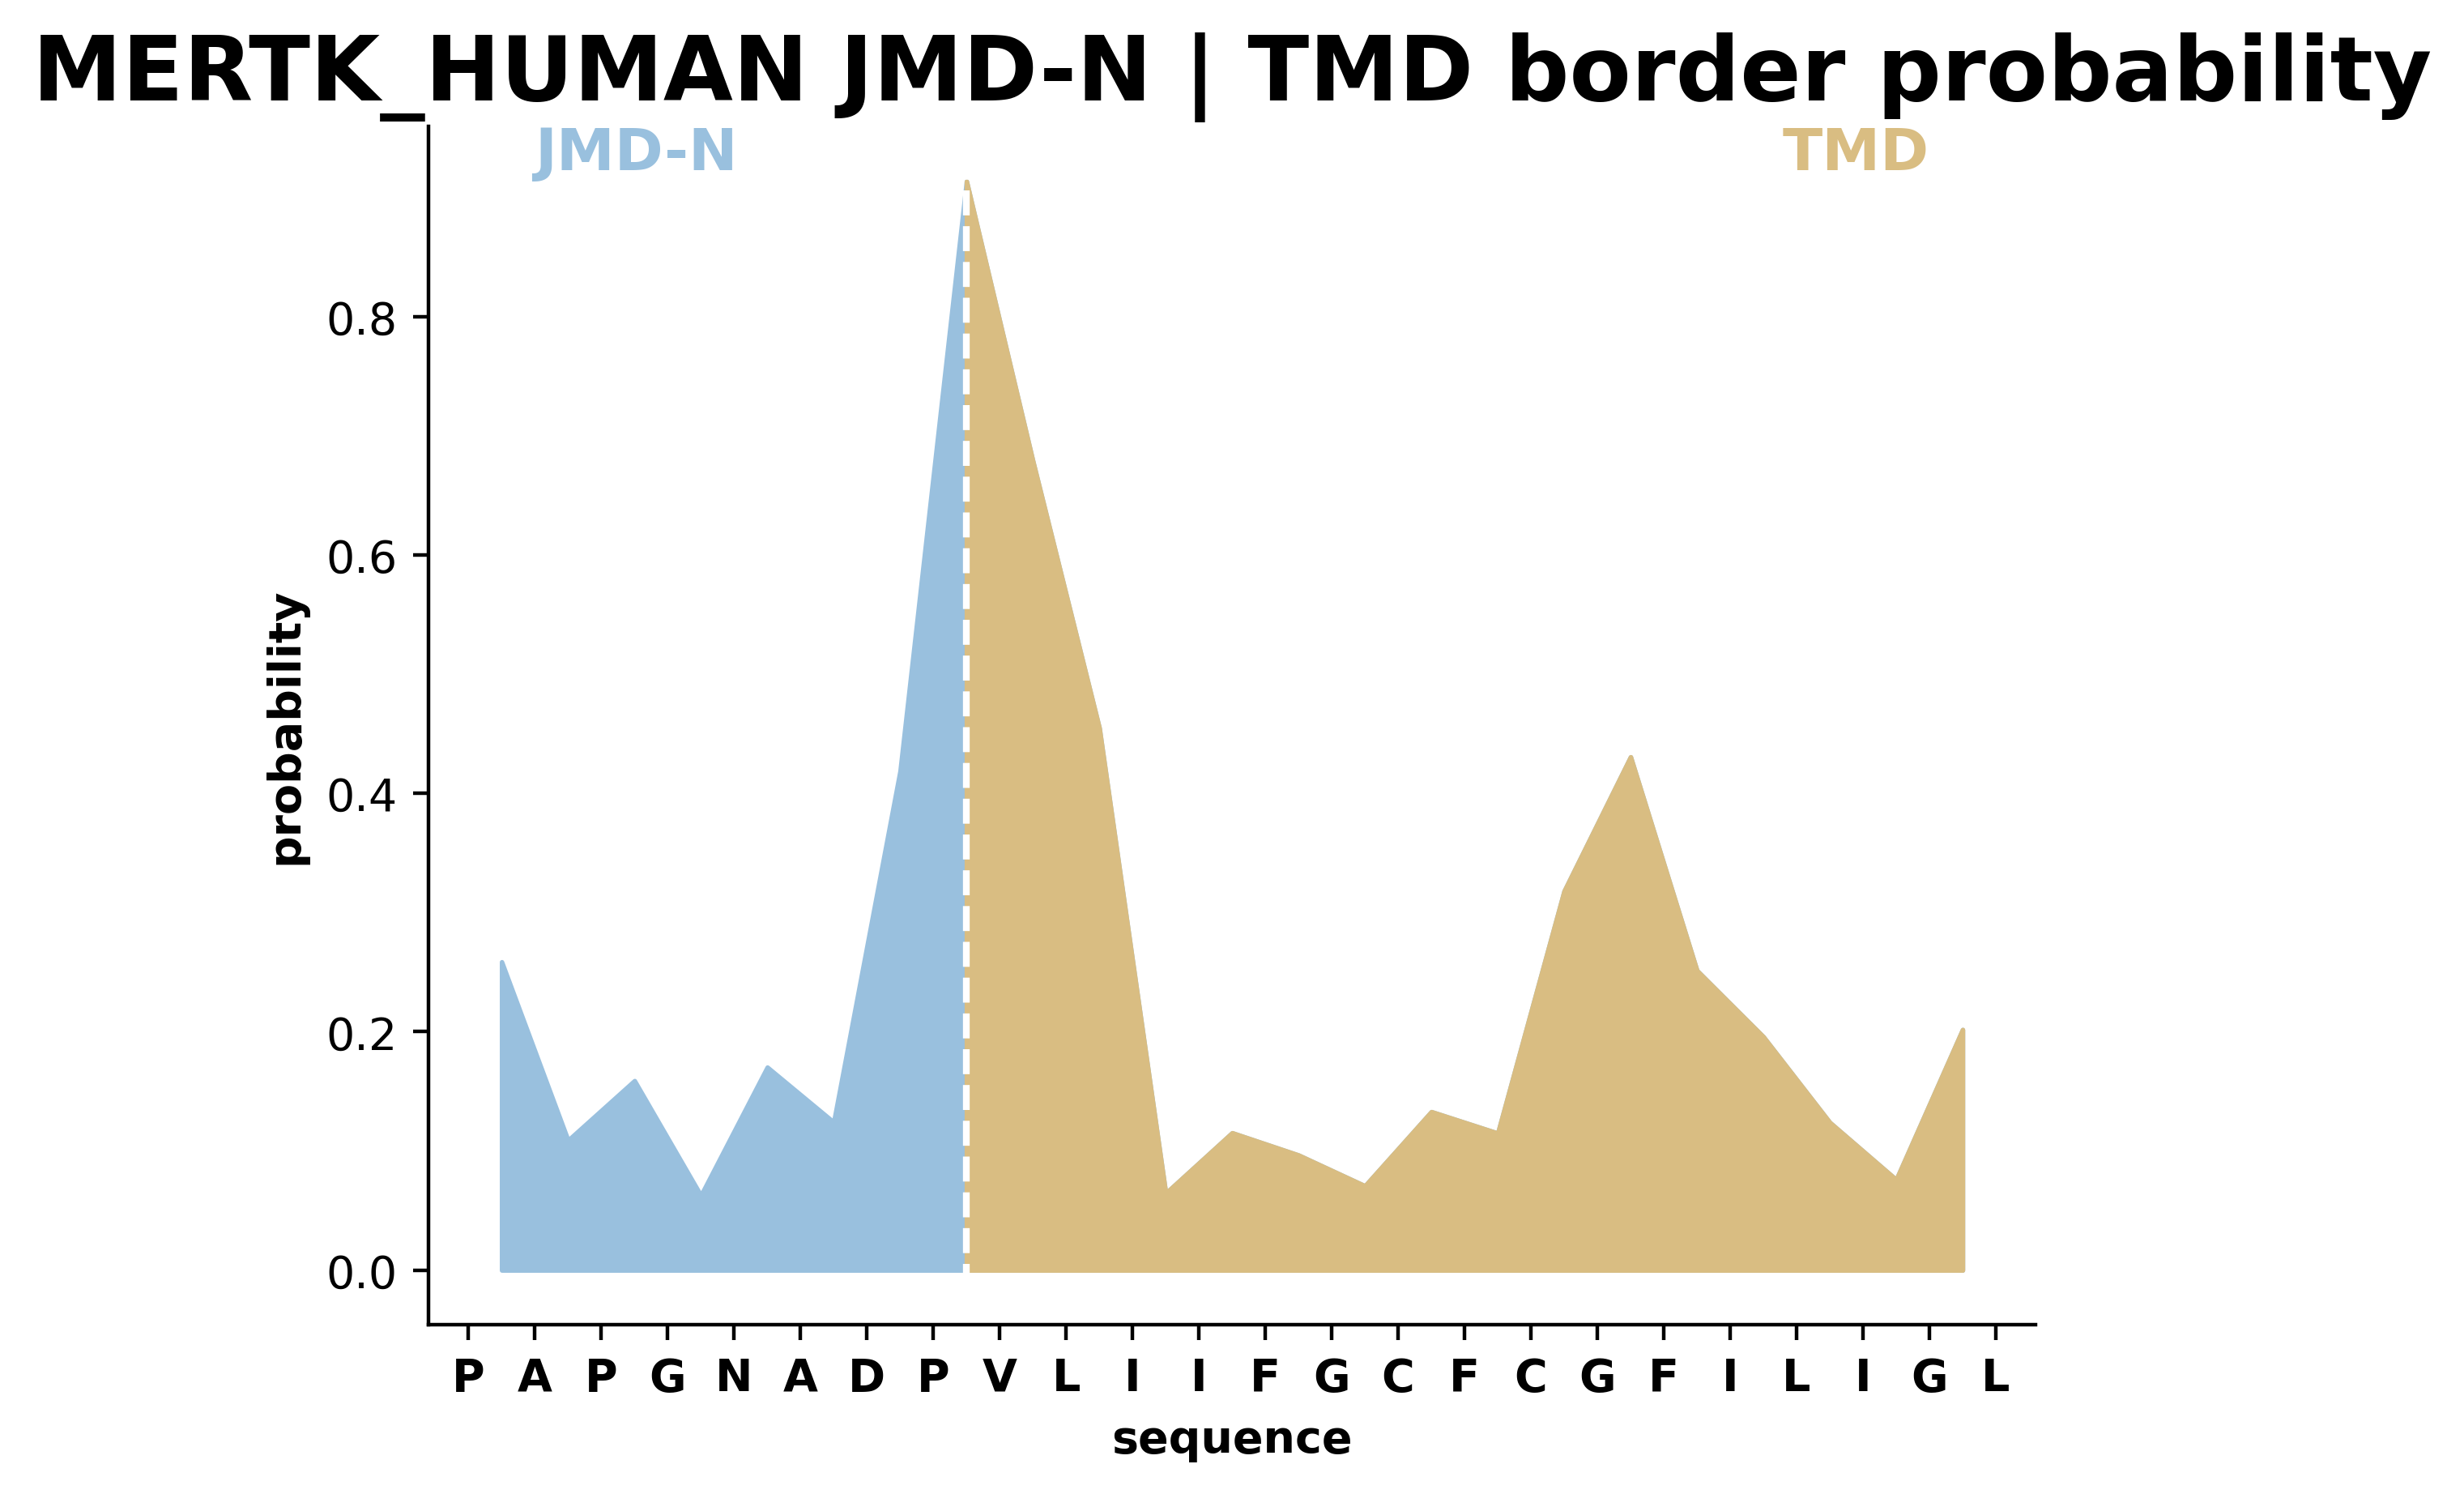 MERTK_HUMAN JMD-N | TMD border probability
JMD-N TMD
0.8
0.6
0.4
0.2
0.0
probability
P A P G N A D P V L I I F G C F C G F I L I G L
sequence